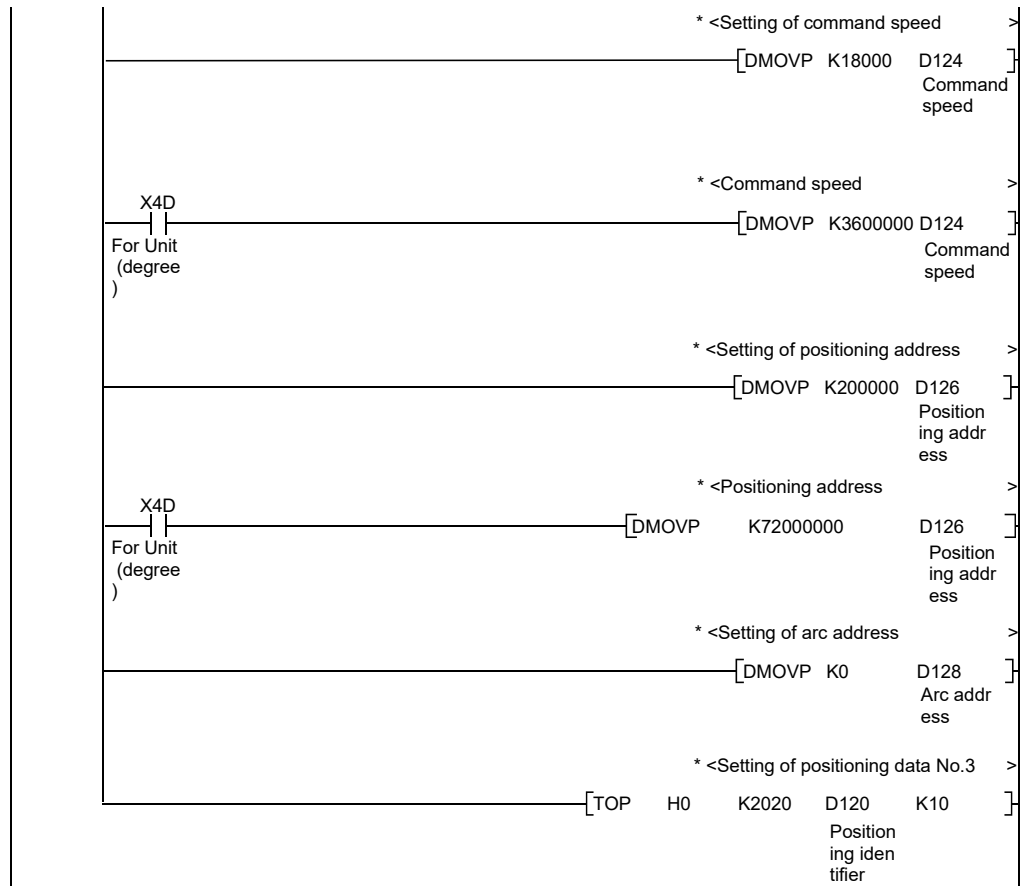 * <Setting of command speed >
DMOVP K18000 D124
Command
speed
* <Command speed >
X4D
DMOVP K3600000 D124
For Unit
(degree
)
Command
speed
* <Setting of positioning address >
DMOVP K200000 D126
Position
ing addr
ess
* <Positioning address >
X4D
DMOVP K72000000 D126
For Unit
(degree
)
Position
ing addr
ess
* <Setting of arc address >
DMOVP K0 D128
Arc addr
ess
* <Setting of positioning data No.3 >
TOP H0 K2020 D120 K10
Position
ing iden
tifier